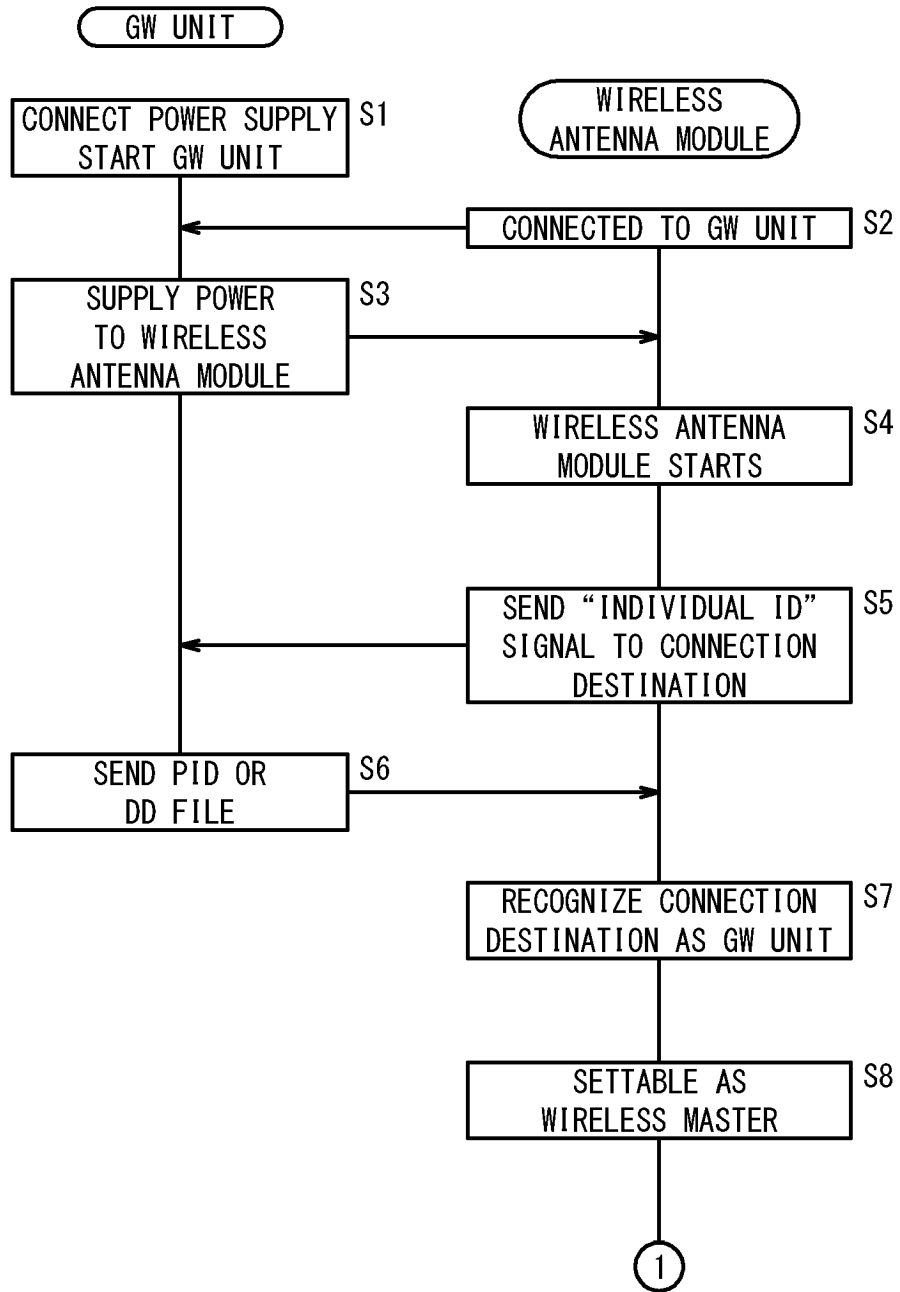 GW UNIT
WIRELESS
ANTENNA MODULE
CONNECT POWER SUPPLY
START GW UNIT
S1
CONNECTED TO GW UNIT
S2
SUPPLY POWER
TO WIRELESS
ANTENNA MODULE
S3
WIRELESS ANTENNA
MODULE STARTS
S4
SEND “INDIVIDUAL ID”
SIGNAL TO CONNECTION
DESTINATION
S5
SEND PID OR
DD FILE
S6
RECOGNIZE CONNECTION
DESTINATION AS GW UNIT
S7
SETTABLE AS
WIRELESS MASTER
S8
1